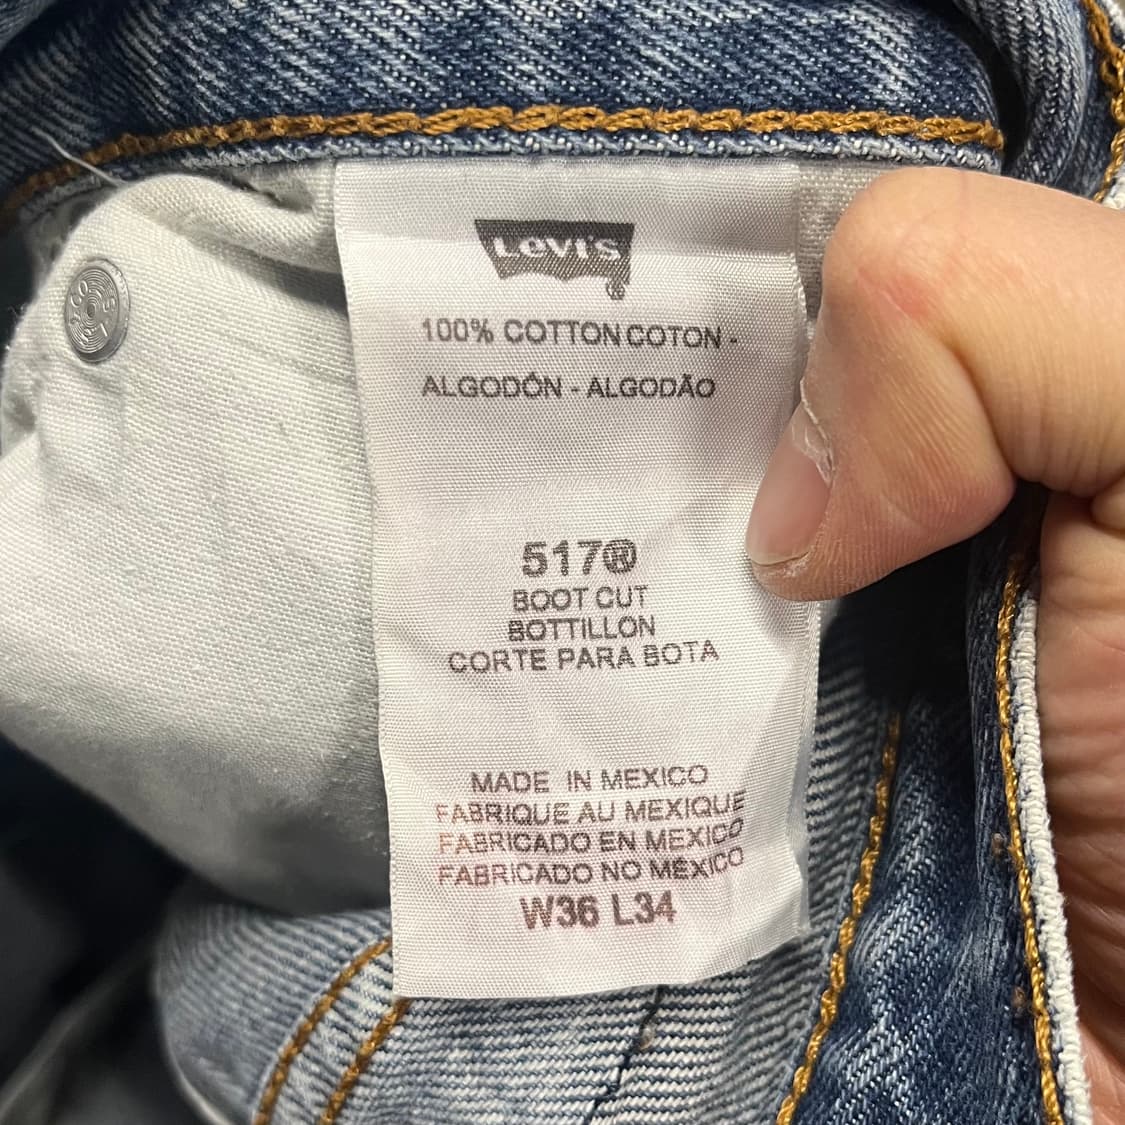 LEVI'S
®
100% COTTON COTON -
ALGODÓN - ALGODÃO
517®
BOOT CUT
BOTTILLON
CORTE PARA BOTA
MADE IN MEXICO
FABRIQUE AU MEXIQUE
FABRICADO EN MEXICO
FABRICADO NO MÉXICO
W36 L34